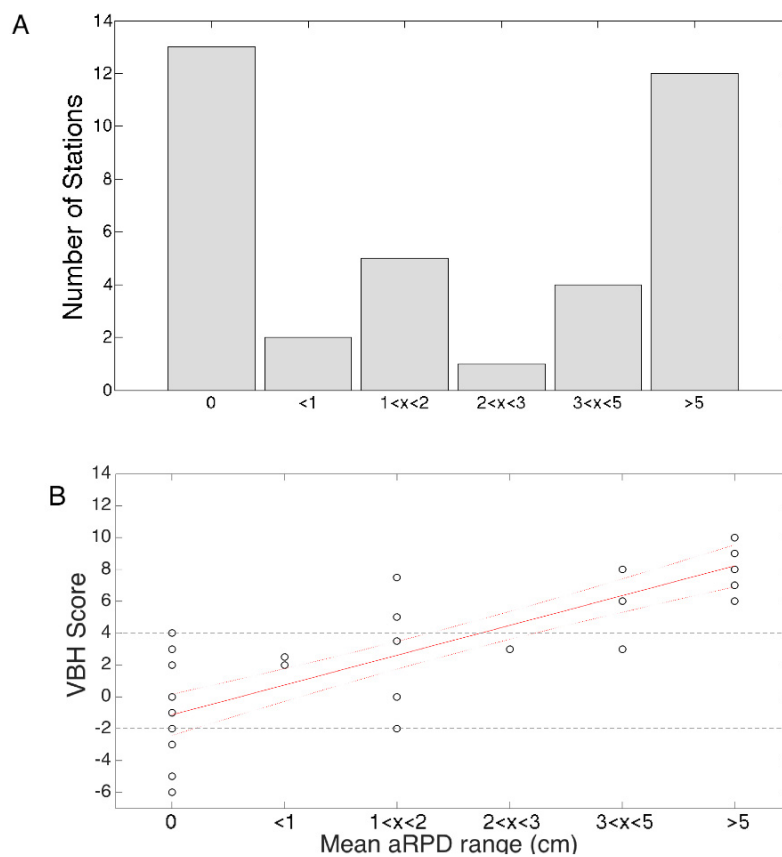 A
14
12
10
8
6
4
2
0
Number of Stations
0 <1 1<x<2 2<x<3 3<x<5 >5
B
14
12
10
8
6
4
2
0
-2
-4
-6
VBH Score
0 <1 1<x<2 2<x<3 3<x<5 >5
Mean aRPD range (cm)